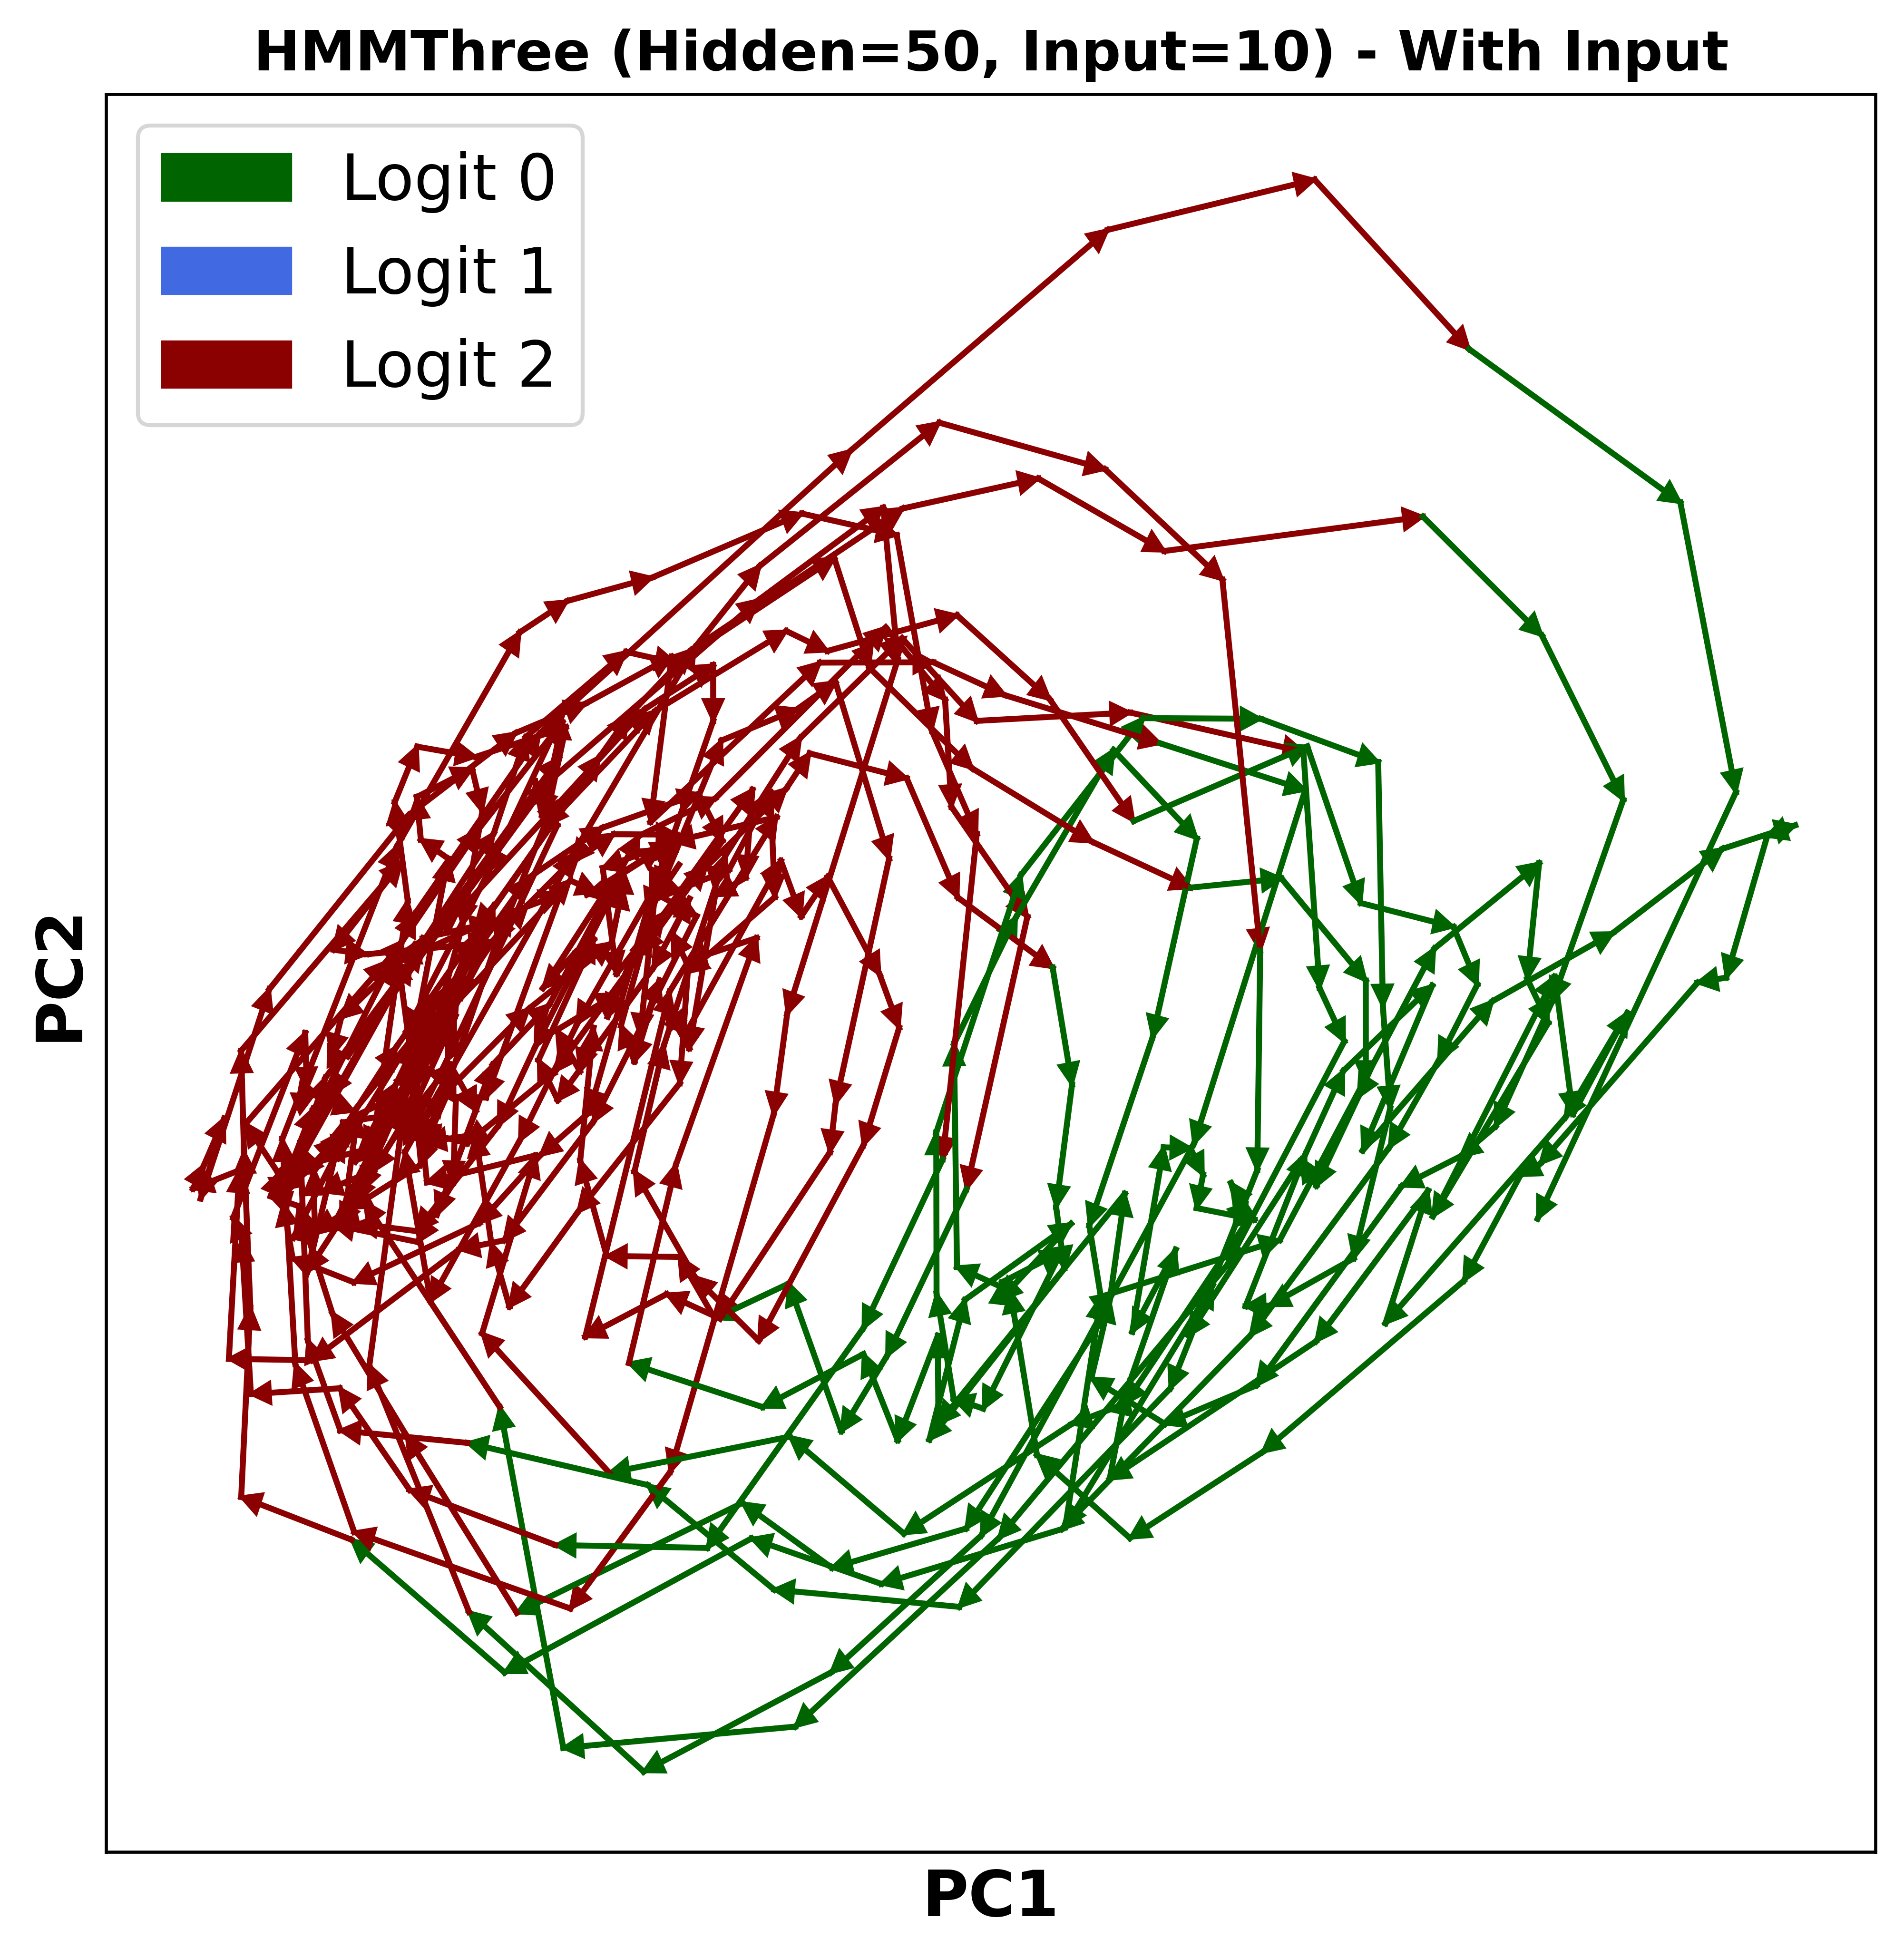 HMMThree (Hidden=50, Input=10) - With Input
Logit 0
Logit 1
Logit 2
PC2
PC1